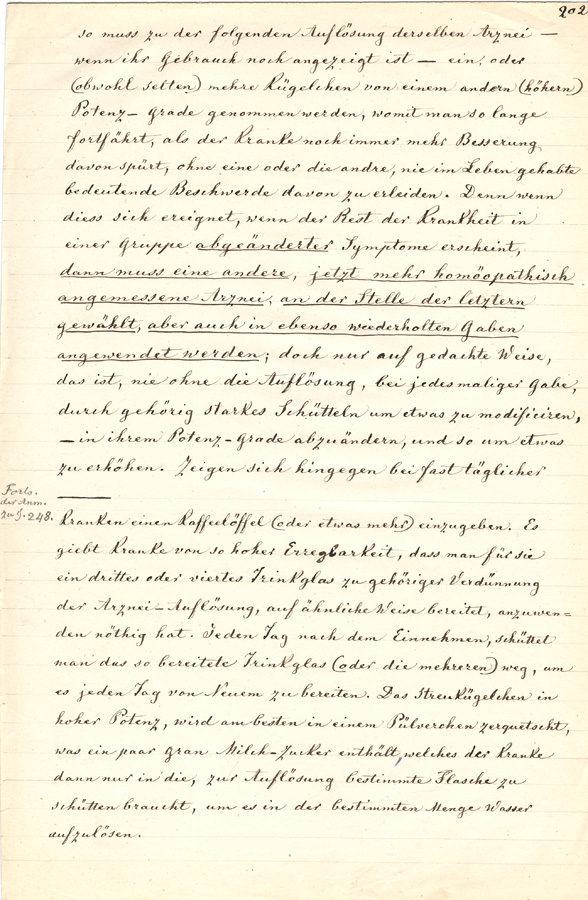 202
so muss zu der folgenden Auflösung derselben Arznei —
wenn ihr Gebrauch noch angezeigt ist — ein, oder
(obwohl selten) mehre Kügelchen von einem andern (höhern)
Potenz-Grade genommen werden, womit man so lange
fortfährt, als der Kranke noch immer mehr Besserung
davon spürt, ohne eine oder die andre, nie im Leben gehabte
bedeutende Beschwerde davon zu erleiden. Denn wenn
diess sich ereignet, wenn der Rest der Krankheit in
einer Gruppe abgeänderter Symptome erscheint,
dann muss eine andere, jetzt mehr homöopathisch
angemessene Arznei, an der Stelle der letztern
gewählt, aber auch in ebenso wiederholten Gaben
angewendet werden; doch nur auf gedachte Weise,
das ist, nie ohne die Auflösung, bei jedesmaliger Gabe,
durch gehörig starkes Schütteln um etwas zu modificiren,
— in ihrem Potenz-Grade abzuändern, und so um etwas
zu erhöhen. Zeigen sich hingegen bei fast täglicher
Forts.
der Anm.
zu §. 248.
Kranken einen Kaffeelöffel (oder etwas mehr) einzugeben. Es
giebt Kranke von so hoher Erregbarkeit, dass man für sie
ein drittes oder viertes Trinkglas zu gehöriger Verdünnung
der Arznei-Auflösung, auf ähnliche Weise bereitet, anzuwen-
den nöthig hat. Jeden Tag nach dem Einnehmen, schüttet
man das so bereitete Trinkglas (oder die mehreren) weg, um
es jeden Tag von Neuem zu bereiten. Das Streukügelchen in
hoher Potenz, wird am besten in einem Pülverchen zerquetscht,
was ein paar Gran Milch-Zucker enthält, welches der Kranke
dann nur in die, zur Auflösung bestimmte Flasche zu
schütten braucht, um es in der bestimmten Menge Wasser
aufzulösen.